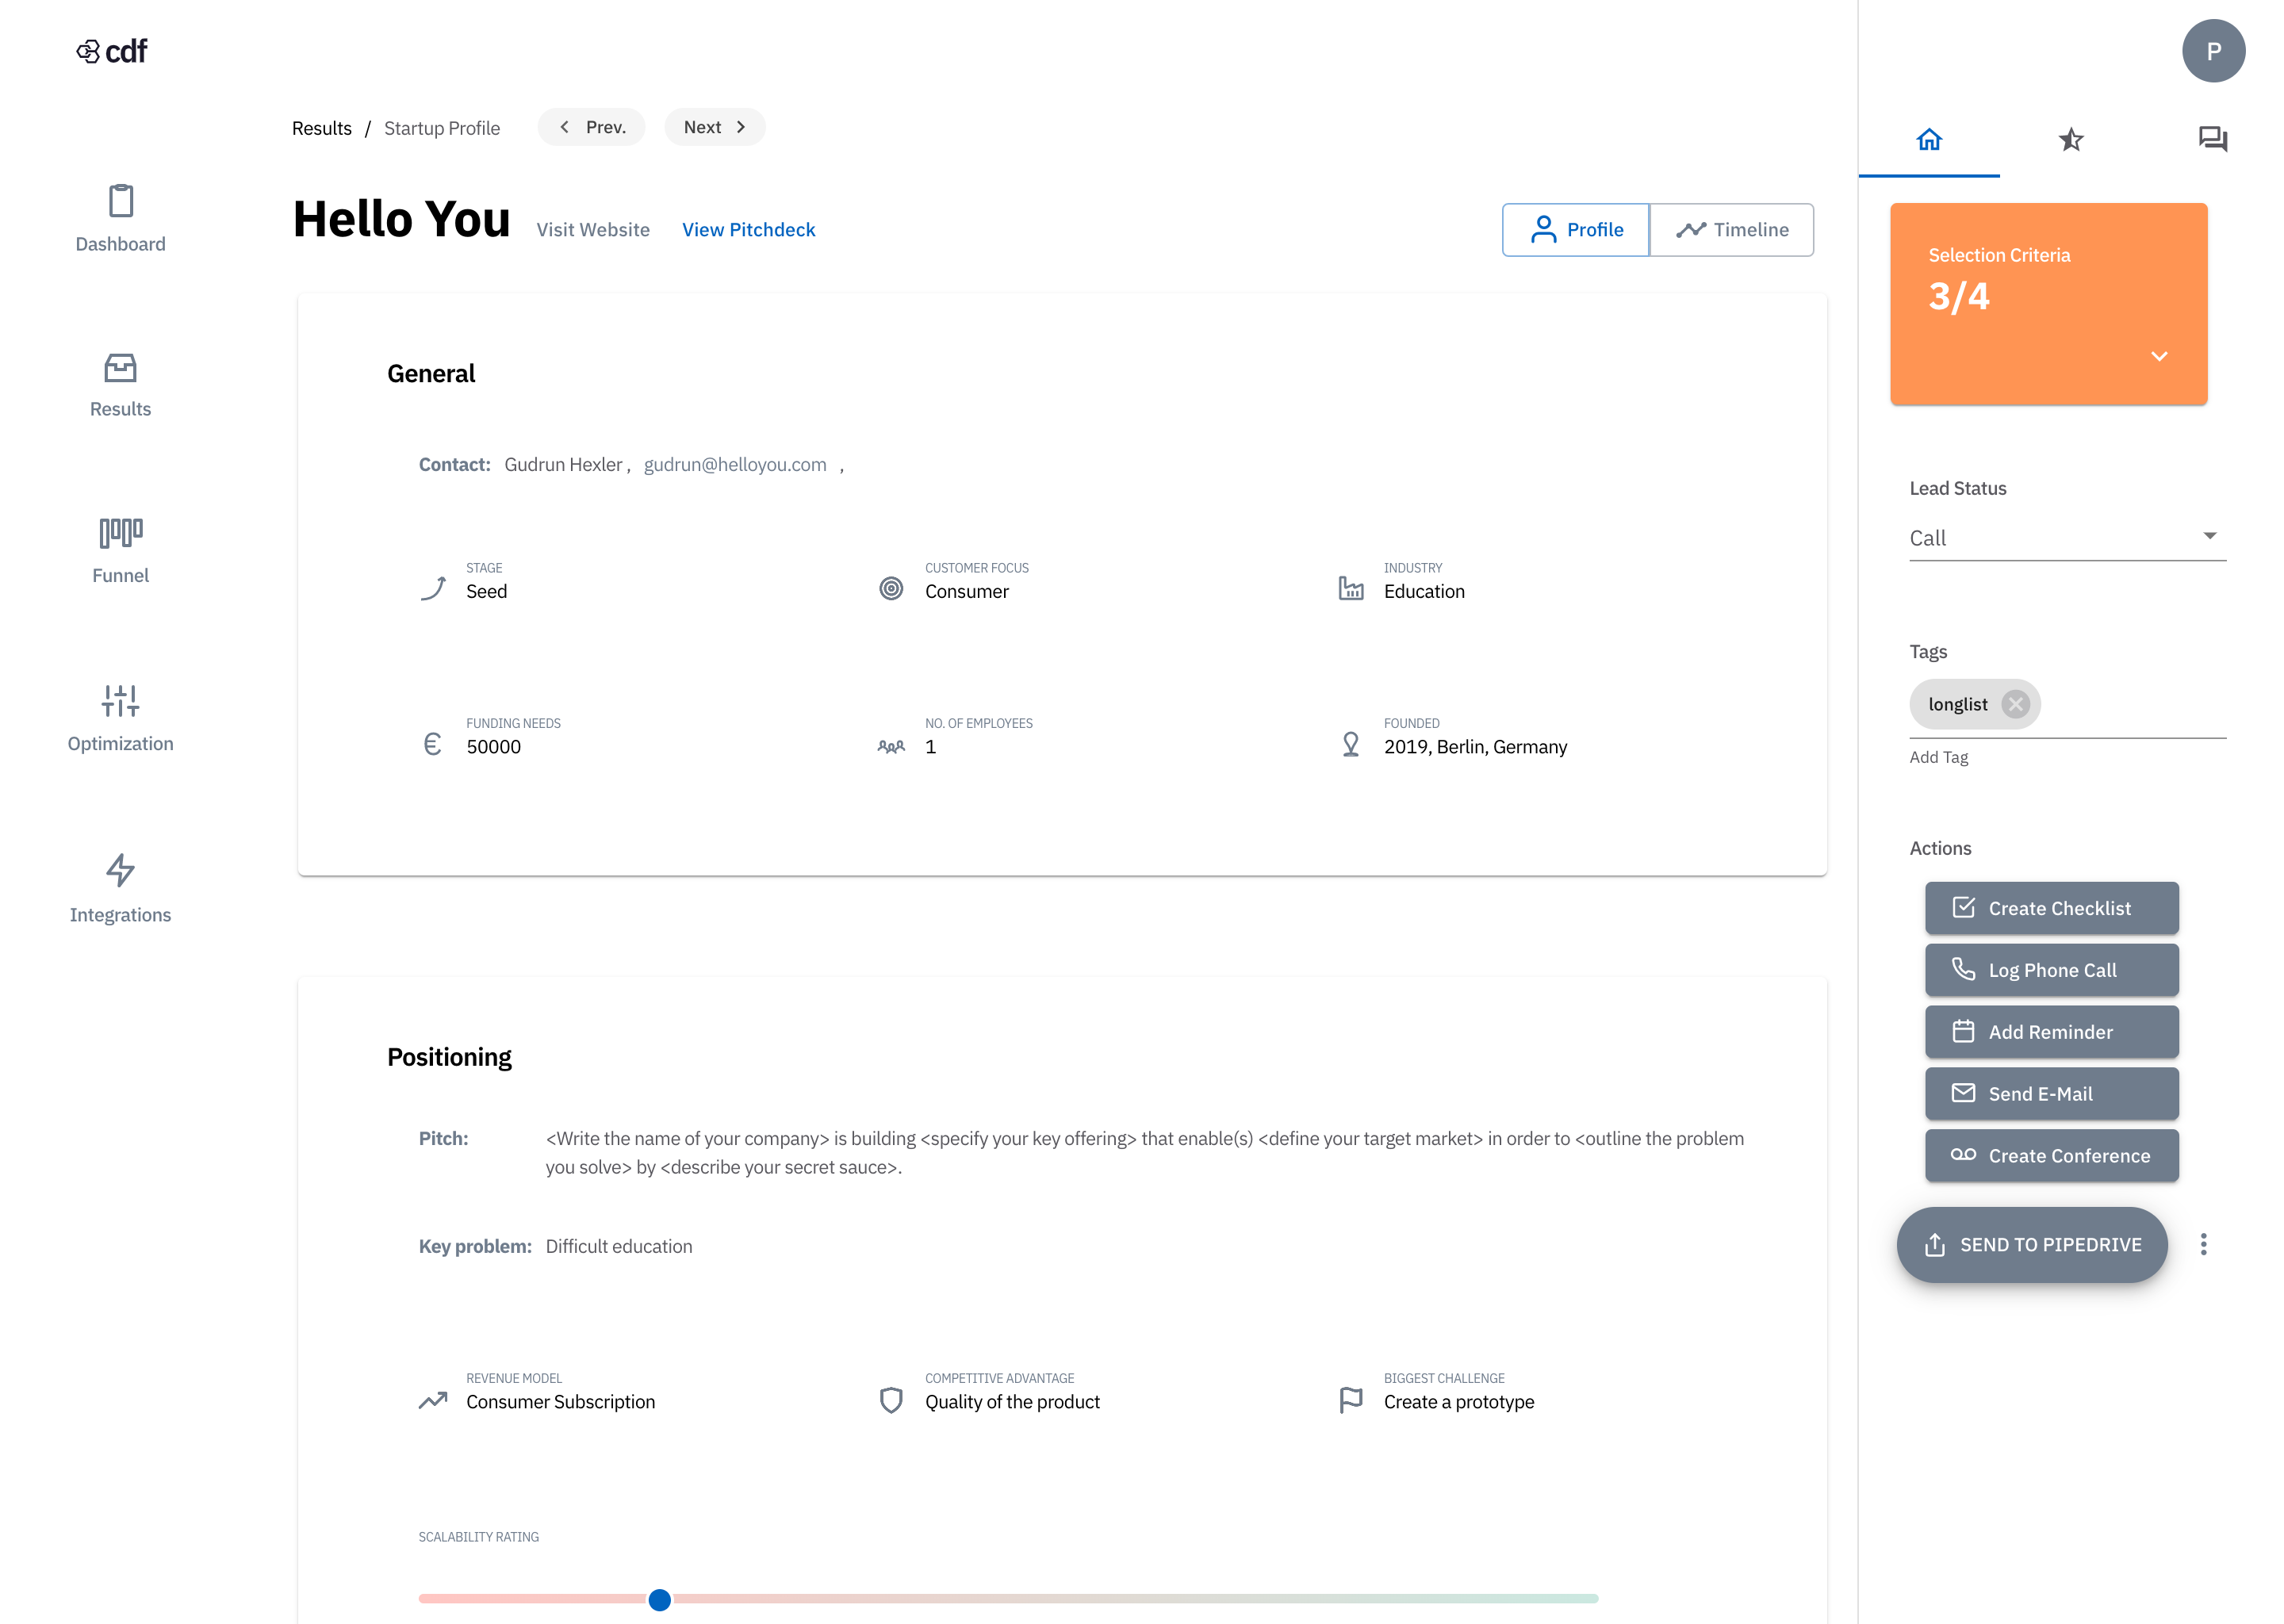 cdf
P
Results / Startup Profile
Prev.
Next
Hello You
Visit Website
View Pitchdeck
Profile
Timeline
Dashboard
Results
Funnel
Optimization
Integrations
General
Contact: Gudrun Hexler , gudrun@helloyou.com ,
STAGE
Seed
CUSTOMER FOCUS
Consumer
INDUSTRY
Education
FUNDING NEEDS
50000
NO. OF EMPLOYEES
1
FOUNDED
2019, Berlin, Germany
Positioning
Pitch: <Write the name of your company> is building <specify your key offering> that enable(s) <define your target market> in order to <outline the problem
you solve> by <describe your secret sauce>.
Key problem: Difficult education
REVENUE MODEL
Consumer Subscription
COMPETITIVE ADVANTAGE
Quality of the product
BIGGEST CHALLENGE
Create a prototype
SCALABILITY RATING
Selection Criteria
3/4
Lead Status
Call
Tags
longlist
Add Tag
Actions
Create Checklist
Log Phone Call
Add Reminder
Send E-Mail
Create Conference
SEND TO PIPEDRIVE